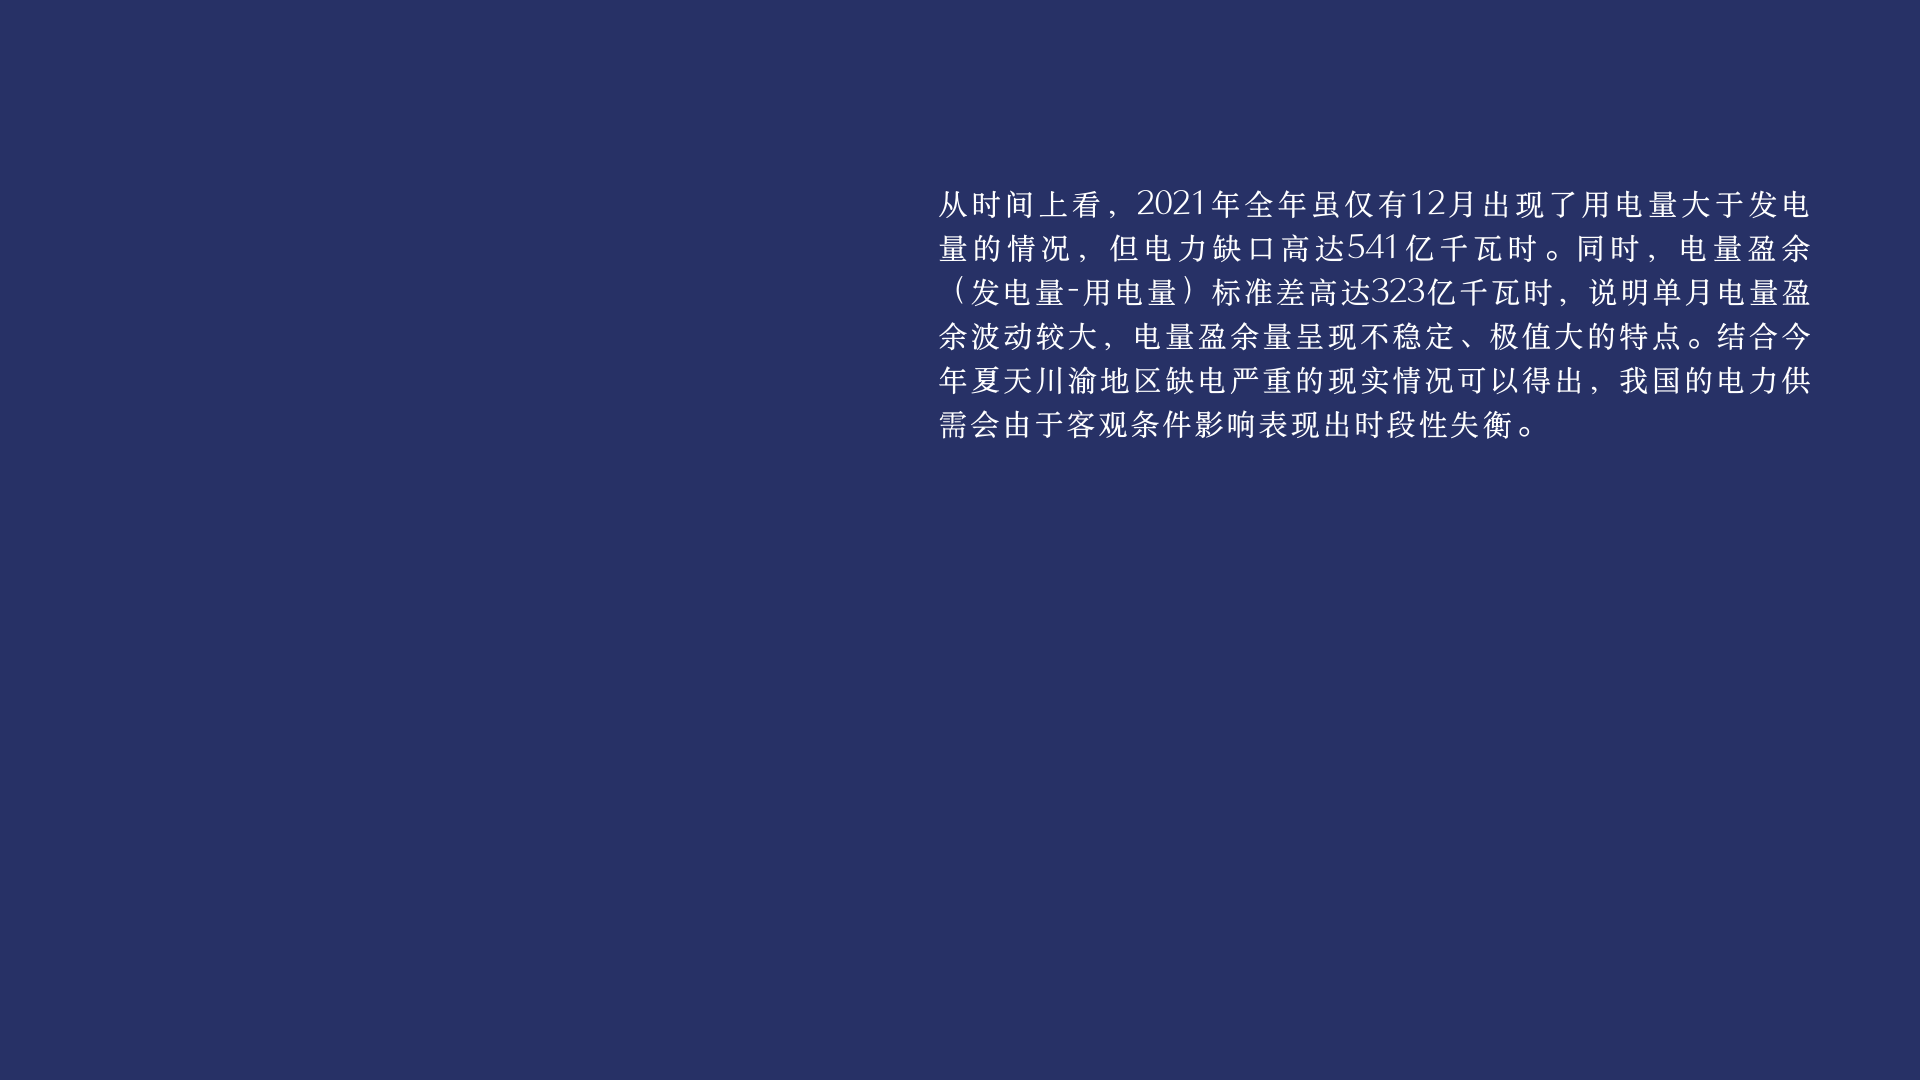 从时间上看，2021年全年虽仅有12月出现了用电量大于发电
量的情况，但电力缺口高达541亿千瓦时。同时，电量盈余
（发电量-用电量）标准差高达323亿千瓦时，说明单月电量盈
余波动较大，电量盈余量呈现不稳定、极值大的特点。结合今
年夏天川渝地区缺电严重的现实情况可以得出，我国的电力供
需会由于客观条件影响表现出时段性失衡。